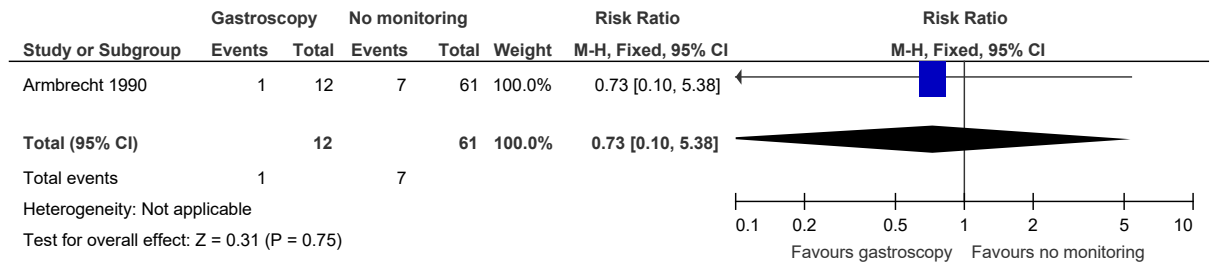 Gastroscopy No monitoring Risk Ratio Risk Ratio
Study or Subgroup Events Total Events Total Weight M-H, Fixed, 95% CI M-H, Fixed, 95% CI
Armbrecht 1990 1 12 7 61 100.0% 0.73 [0.10, 5.38]
Total (95% CI) 12 61 100.0% 0.73 [0.10, 5.38]
Total events 1 7
Heterogeneity: Not applicable
Test for overall effect: Z = 0.31 (P = 0.75)
0.1 0.2 0.5 1 2 5 10
Favours gastroscopy Favours no monitoring